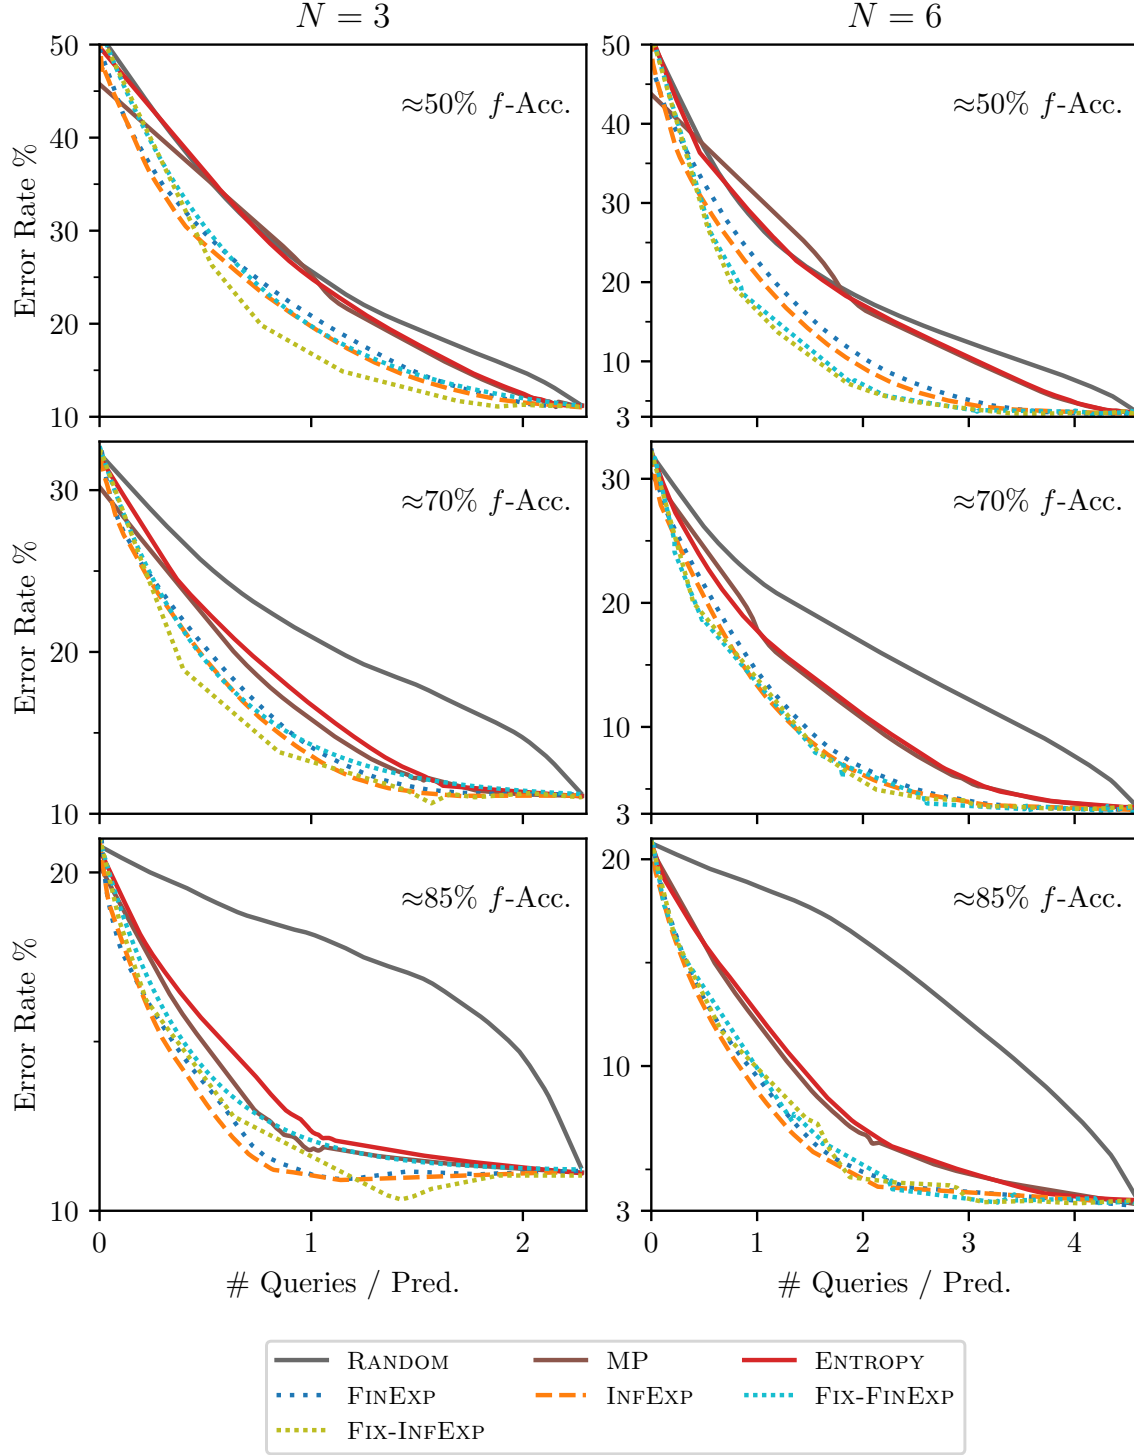 N = 3
N = 6
50
40
30
20
10
Error Rate %
≈50% f-Acc.
50
40
30
20
10
3
≈50% f-Acc.
30
20
10
Error Rate %
≈70% f-Acc.
30
20
10
3
≈70% f-Acc.
20
10
Error Rate %
≈85% f-Acc.
20
10
3
≈85% f-Acc.
0 1 2
0 1 2 3 4
# Queries / Pred.
# Queries / Pred.
RANDOM MP ENTROPY
FINEXP INFEXP FIX-FINEXP
FIX-INFEXP